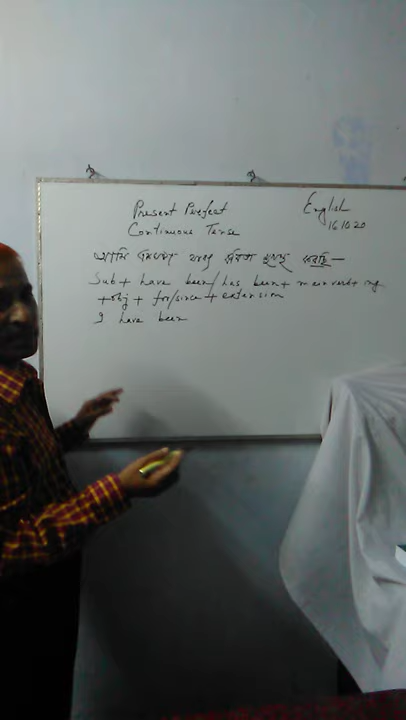 Present Perfect
Continuous Tense
English
16.10.20
আমি
Sub + have been/has been + main verb + ing
+ obj + for/since + extension
I have been